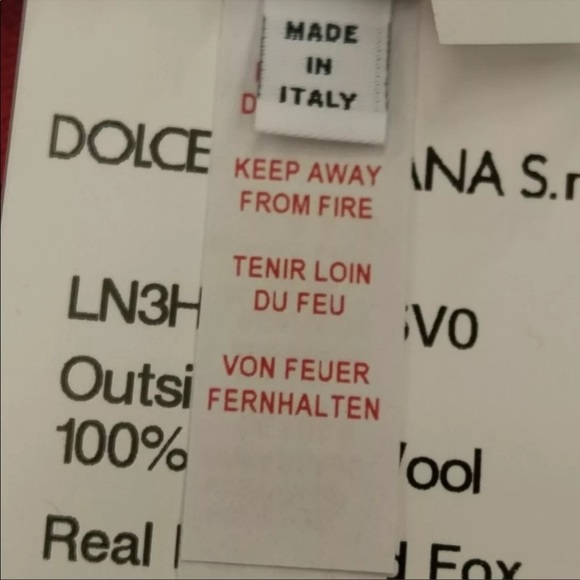 MADE
IN
ITALY
D
DOLCE ANA S.r
KEEP AWAY
FROM FIRE
TENIR LOIN
DU FEU
LN3H V0
VON FEUER
FERNHALTEN
Outsi
100% ool
Real d Fox